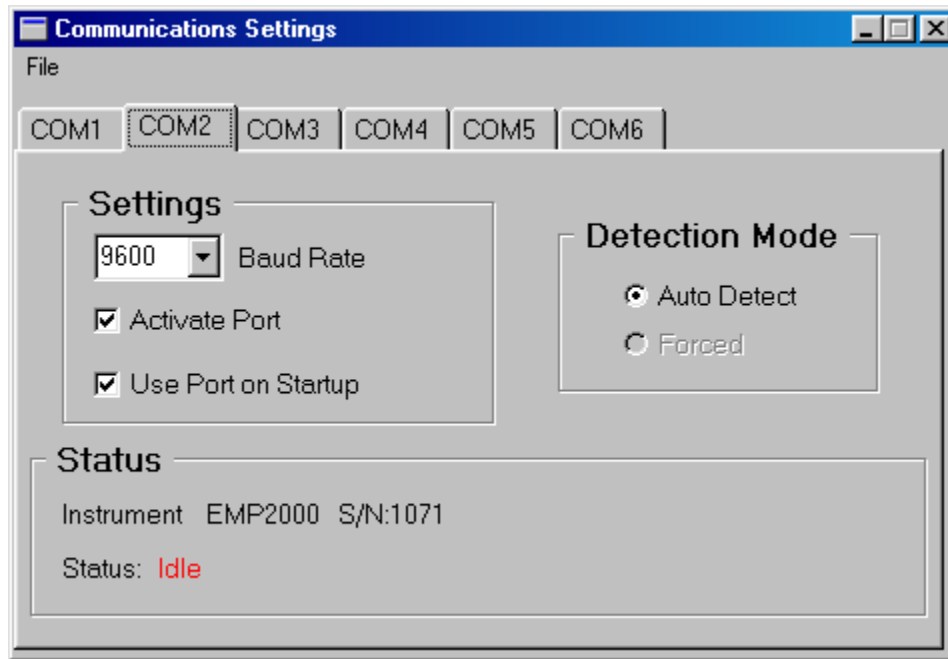 Communications Settings
File
COM1 COM2 COM3 COM4 COM5 COM6
Settings
9600 Baud Rate
Activate Port
Use Port on Startup
Detection Mode
Auto Detect
Forced
Status
Instrument EMP2000 S/N:1071
Status: Idle